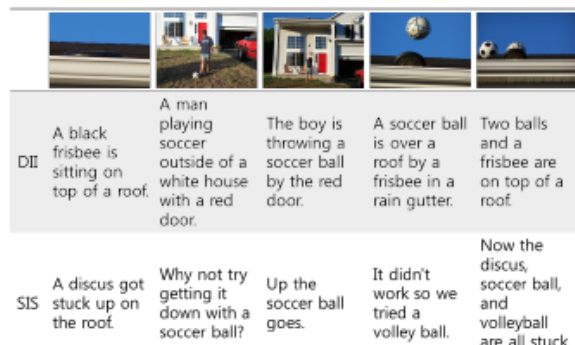 DII
A black
frisbee is
sitting on
top of a roof.
A man
playing
soccer
outside of a
white house
with a red
door.
The boy is
throwing a
soccer ball
by the red
door.
A soccer ball
is over a
roof by a
frisbee in a
rain gutter.
Two balls
and a
frisbee are
on top of a
roof.
SIS
A discus got
stuck up on
the roof.
Why not try
getting it
down with a
soccer ball?
Up the
soccer ball
goes.
It didn't
work so we
tried a
volley ball.
Now the
discus,
soccer ball,
and
volleyball
are all stuck